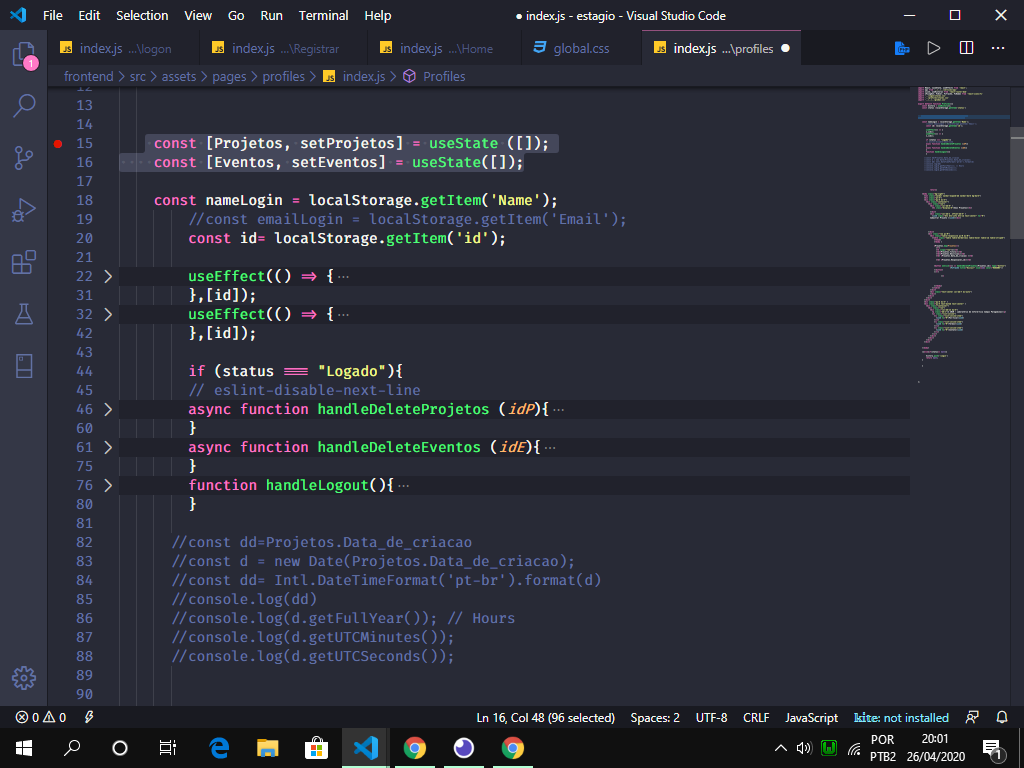 File Edit Selection View Go Run Terminal Help
● index.js - estagio - Visual Studio Code
JS index.js ...\logon
JS index.js ...\Registrar
JS index.js ...\Home
global.css
JS index.js ...\profiles ●
1
frontend > src > assets > pages > profiles > JS index.js > Profiles
12
13
14
15 const [Projetos, setProjetos] = useState ([]);
16 const [Eventos, setEventos] = useState([]);
17
18 const nameLogin = localStorage.getItem('Name');
19 //const emailLogin = localStorage.getItem('Email');
20 const id= localStorage.getItem('id');
21
22 useEffect(() => { ...
31 },[id]);
32 useEffect(() => { ...
42 },[id]);
43
44 if (status === "Logado"){
45 // eslint-disable-next-line
46 async function handleDeleteProjetos (idP){ ...
60 }
61 async function handleDeleteEventos (idE){ ...
75 }
76 function handleLogout(){ ...
80 }
81
82 //const dd=Projetos.Data_de_criacao
83 //const d = new Date(Projetos.Data_de_criacao);
84 //const dd= Intl.DateTimeFormat('pt-br').format(d)
85 //console.log(dd)
86 //console.log(d.getFullYear()); // Hours
87 //console.log(d.getUTCMinutes());
88 //console.log(d.getUTCSeconds());
89
90
0 0 Ln 16, Col 48 (96 selected) Spaces: 2 UTF-8 CRLF JavaScript kite: not installed
POR
PTB2
20:01
26/04/2020
1